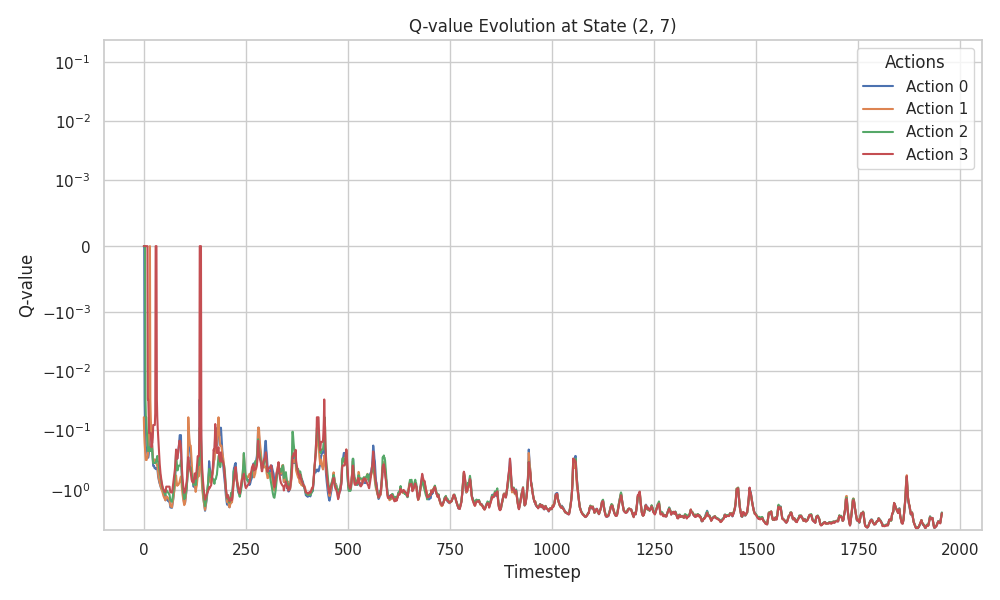 Q-value Evolution at State (2, 7)
Q-value
10⁻¹
10⁻²
10⁻³
0
−10⁻³
−10⁻²
−10⁻¹
−10⁰
Actions
Action 0
Action 1
Action 2
Action 3
0 250 500 750 1000 1250 1500 1750 2000
Timestep